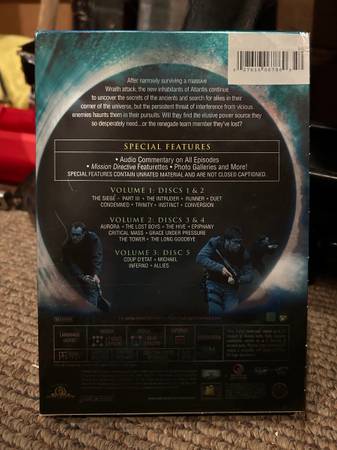 After narrowly surviving a massive
Wraith attack, the new inhabitants of Atlantis continue
to uncover the secrets of the ancients and search for allies in their
corner of the universe, but the persistent threat of interference from vicious
enemies haunts them in their pursuits. Will they find the elusive power source they
so desperately need...or the renegade team member they've lost?
SPECIAL FEATURES
• Audio Commentary on All Episodes
• Mission Directive Featurettes • Photo Galleries and More!
SPECIAL FEATURES CONTAIN UNRATED MATERIAL AND ARE NOT CLOSED CAPTIONED.
VOLUME 1: DISCS 1 & 2
THE SIEGE - PART III • THE INTRUDER • RUNNER • DUET
CONDEMNED • TRINITY • INSTINCT • CONVERSION
VOLUME 2: DISCS 3 & 4
AURORA • THE LOST BOYS • THE HIVE • EPIPHANY
CRITICAL MASS • GRACE UNDER PRESSURE
THE TOWER • THE LONG GOODBYE
VOLUME 3: DISC 5
COUP D'ETAT • MICHAEL
INFERNO • ALLIES